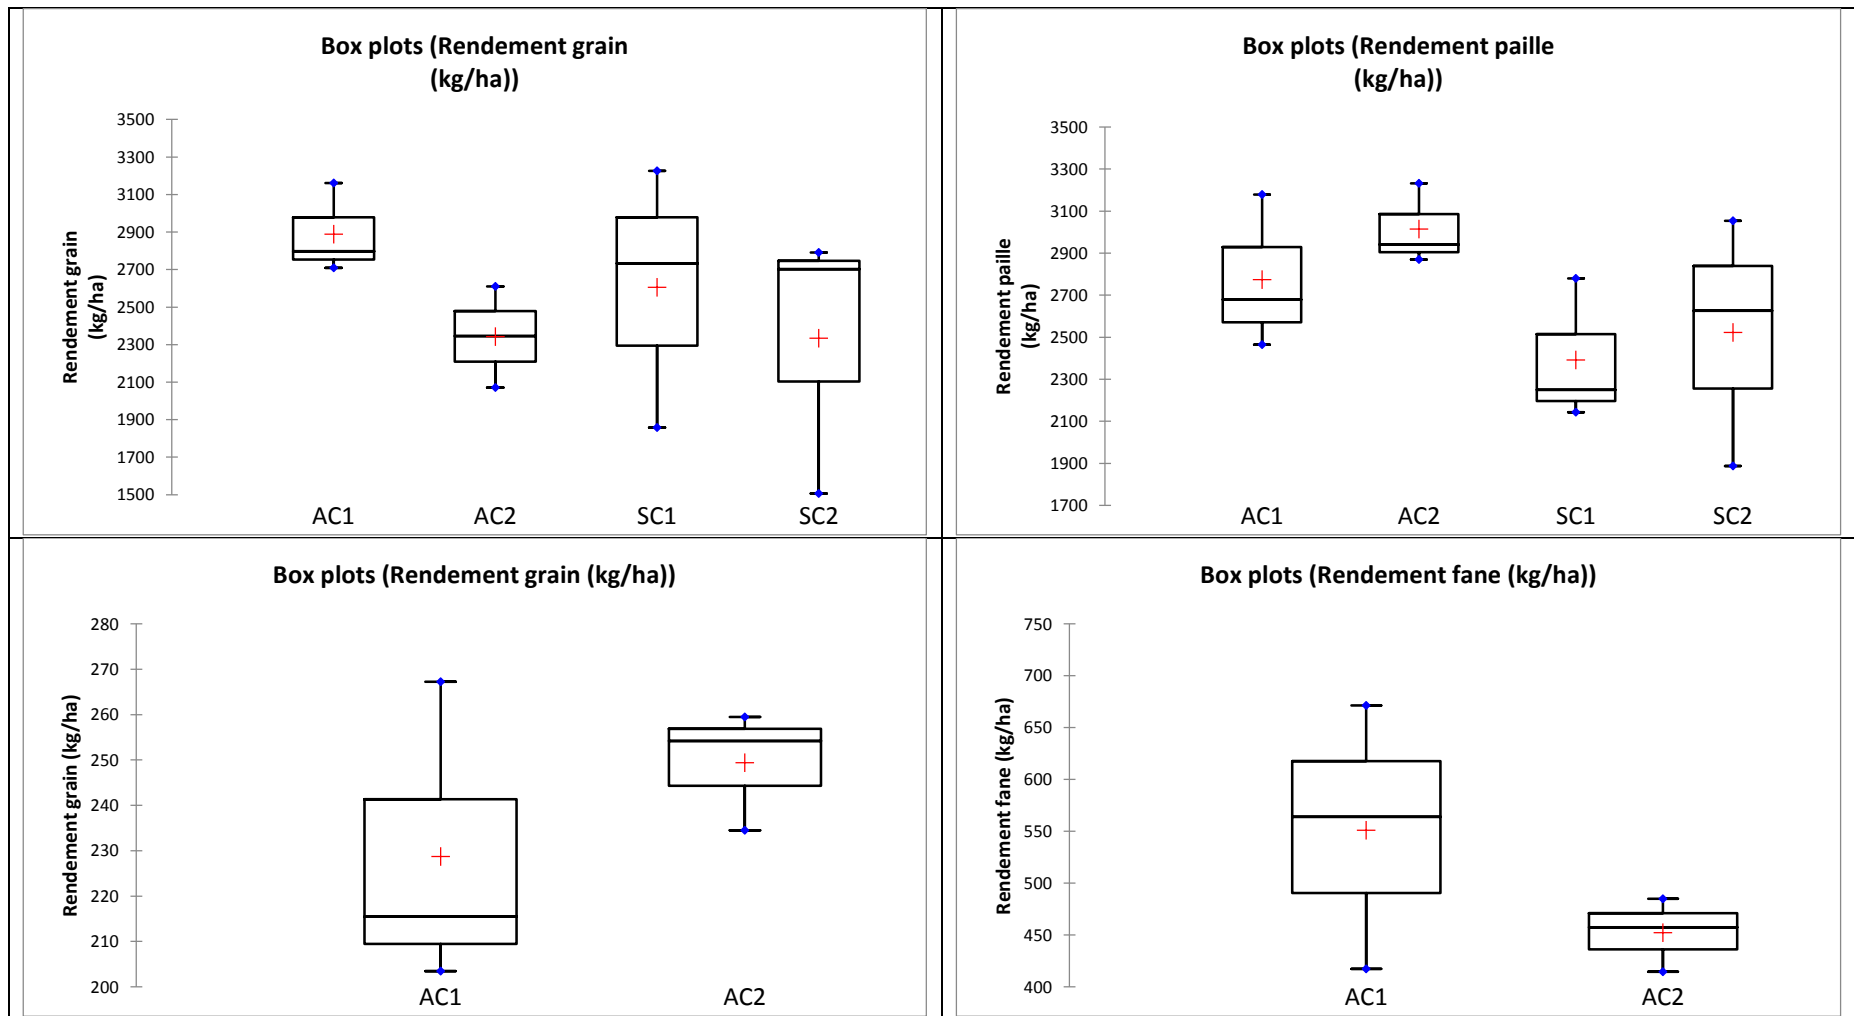 Box plots (Rendement grain
(kg/ha))
Rendement grain
(kg/ha)
3500
3300
3100
2900
2700
2500
2300
2100
1900
1700
1500
AC1 AC2 SC1 SC2
Box plots (Rendement paille
(kg/ha))
Rendement paille
(kg/ha)
3500
3300
3100
2900
2700
2500
2300
2100
1900
1700
AC1 AC2 SC1 SC2
Box plots (Rendement grain (kg/ha))
Rendement grain (kg/ha)
280
270
260
250
240
230
220
210
200
AC1 AC2
Box plots (Rendement fane (kg/ha))
Rendement fane (kg/ha)
750
700
650
600
550
500
450
400
AC1 AC2